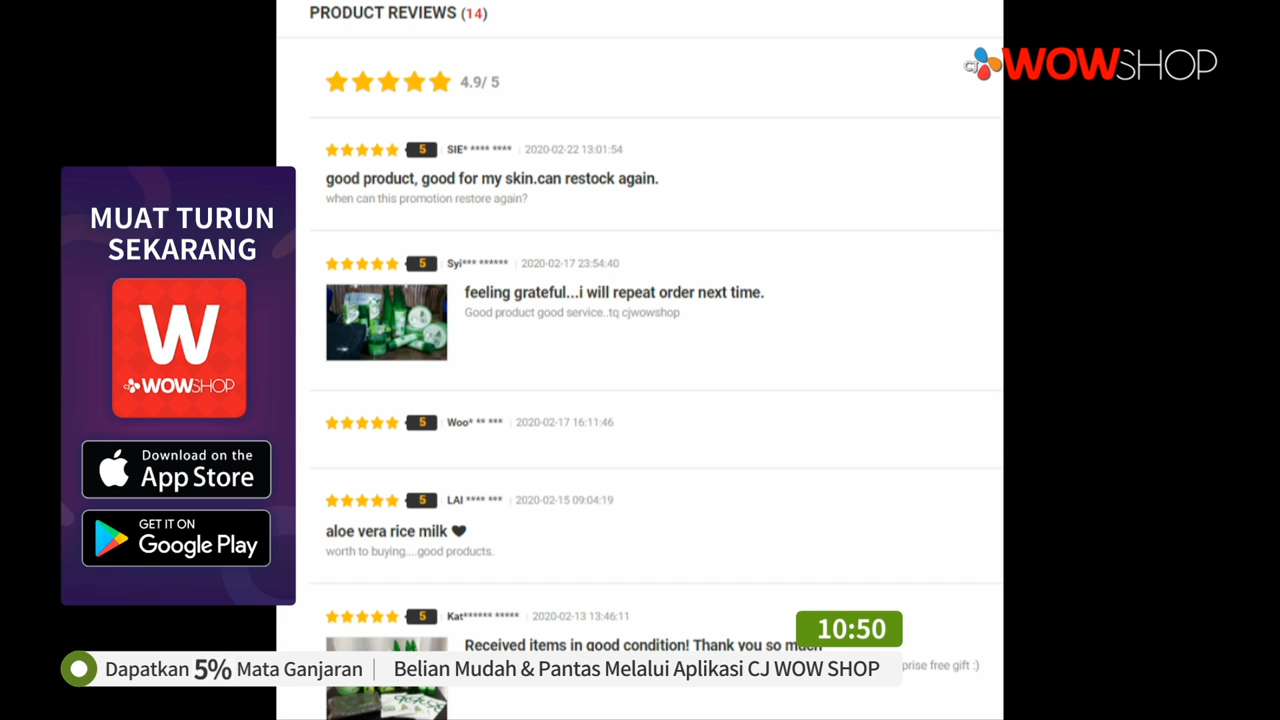 PRODUCT REVIEWS (14)
CJ WOWSHOP
4.9/ 5
5 SIE* **** **** 2020-02-22 13:01:54
good product, good for my skin.can restock again.
when can this promotion restore again?
MUAT TURUN
SEKARANG
W
CJ WOWSHOP
Download on the
App Store
GET IT ON
Google Play
5 Syi*** ****** 2020-02-17 23:54:40
feeling grateful...i will repeat order next time.
Good product good service..tq cjwowshop
5 Woo* ** *** 2020-02-17 16:11:46
5 LAI **** *** 2020-02-15 09:04:19
aloe vera rice milk 🖤
worth to buying....good products.
5 Kat****** ***** 2020-02-13 13:46:11
Received items in good condition! Thank you so much
10:50
prise free gift :)
Dapatkan 5% Mata Ganjaran | Belian Mudah & Pantas Melalui Aplikasi CJ WOW SHOP